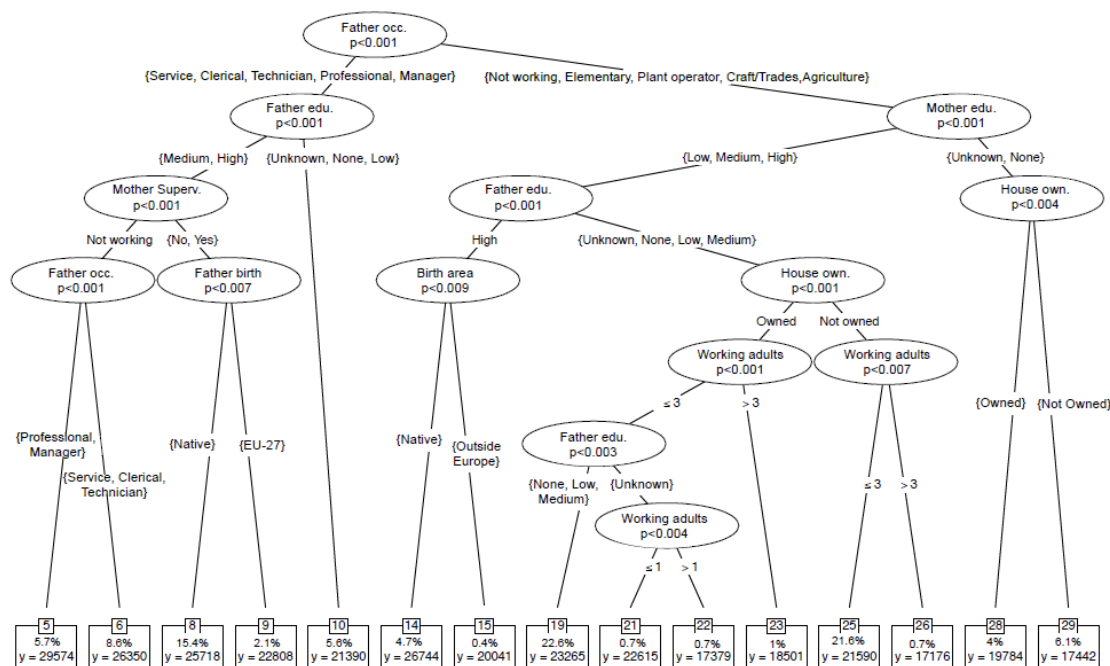 Father occ.
p<0.001
{Service, Clerical, Technician, Professional, Manager}
{Not working, Elementary, Plant operator, Craft/Trades,Agriculture}
Father edu.
p<0.001
Mother edu.
p<0.001
{Medium, High}
{Unknown, None, Low}
{Low, Medium, High}
{Unknown, None}
Mother Superv.
p<0.001
Father edu.
p<0.001
House own.
p<0.004
Not working
{No, Yes}
High
{Unknown, None, Low, Medium}
Father occ.
p<0.001
Father birth
p<0.007
Birth area
p<0.009
House own.
p<0.001
Owned
Not owned
Working adults
p<0.001
Working adults
p<0.007
≤ 3
> 3
{Owned}
{Not Owned}
{Professional,
Manager}
{Service, Clerical,
Technician}
{Native}
{EU-27}
{Native}
{Outside
Europe}
Father edu.
p<0.003
{None, Low,
Medium}
{Unknown}
≤ 3
> 3
Working adults
p<0.004
≤ 1
> 1
5
5.7%
y = 29574
6
8.6%
y = 26350
8
15.4%
y = 25718
9
2.1%
y = 22808
10
5.6%
y = 21390
14
4.7%
y = 26744
15
0.4%
y = 20041
19
22.6%
y = 23265
21
0.7%
y = 22615
22
0.7%
y = 17379
23
1%
y = 18501
25
21.6%
y = 21590
26
0.7%
y = 17176
28
4%
y = 19784
29
6.1%
y = 17442